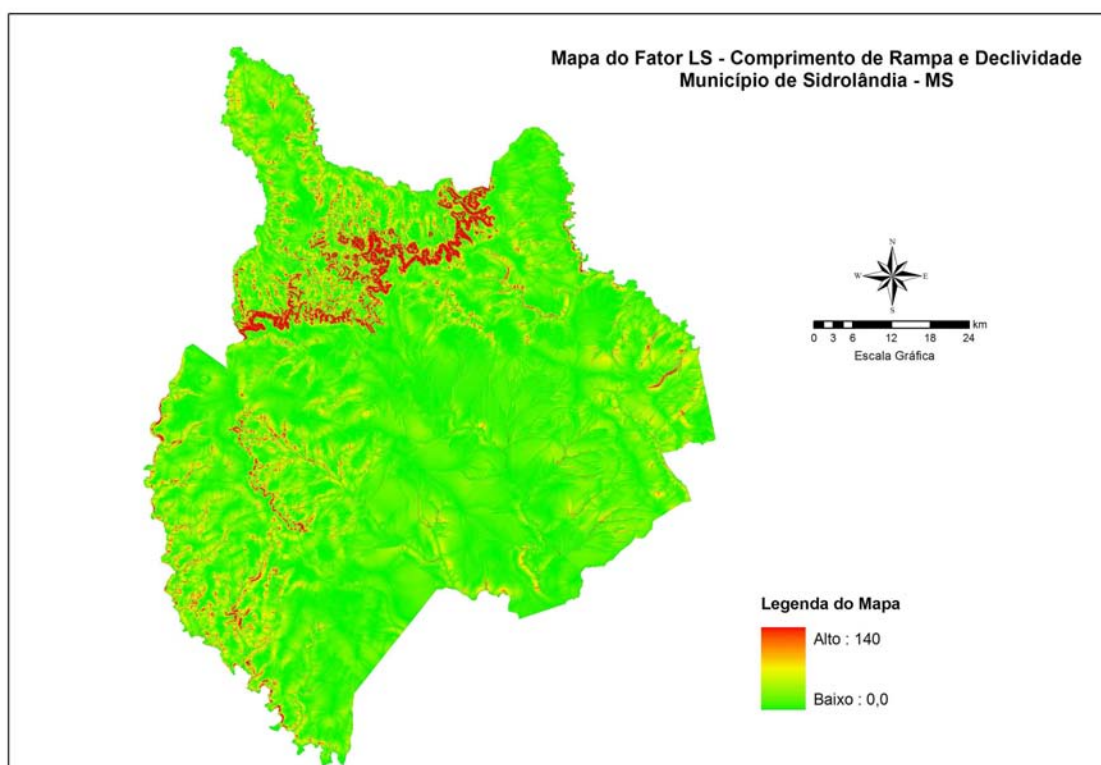 Mapa do Fator LS - Comprimento de Rampa e Declividade
Município de Sidrolândia - MS
N
W E
S
km
0 3 6 12 18 24
Escala Gráfica
Legenda do Mapa
Alto : 140
Baixo : 0,0